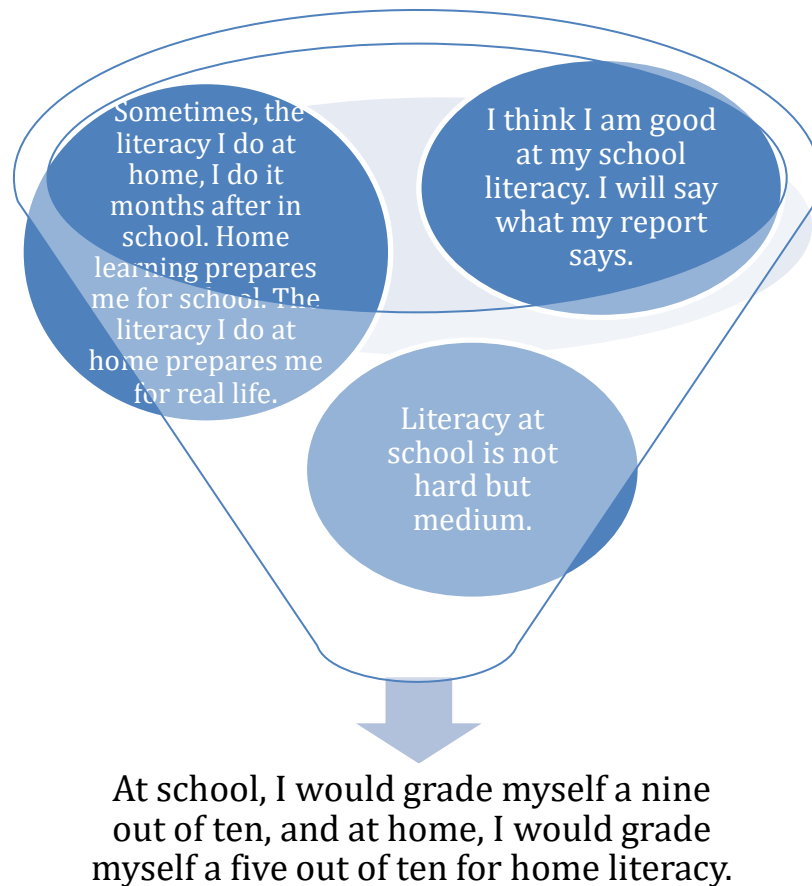 Sometimes, the
literacy I do at
home, I do it
months after in
school. Home
learning prepares
me for school. The
literacy I do at
home prepares me
for real life.
I think I am good
at my school
literacy. I will say
what my report
says.
Literacy at
school is not
hard but
medium.
At school, I would grade myself a nine
out of ten, and at home, I would grade
myself a five out of ten for home literacy.